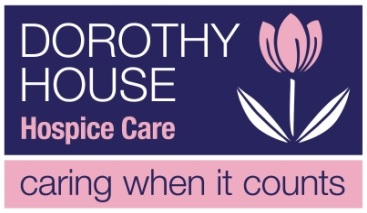 DOROTHY
HOUSE
Hospice Care
caring when it counts